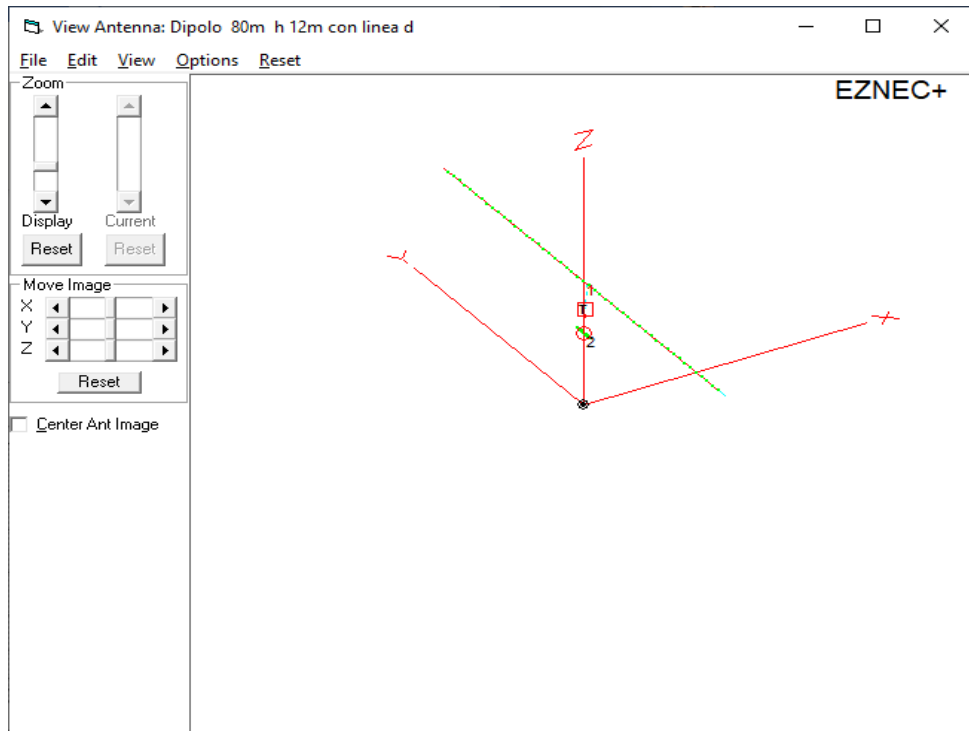 View Antenna: Dipolo 80m h 12m con linea d
File Edit View Options Reset
Zoom
Display Current
Reset Reset
Move Image
X
Y
Z
Reset
Center Ant Image
EZNEC+
Z
Y
X
1
T
2